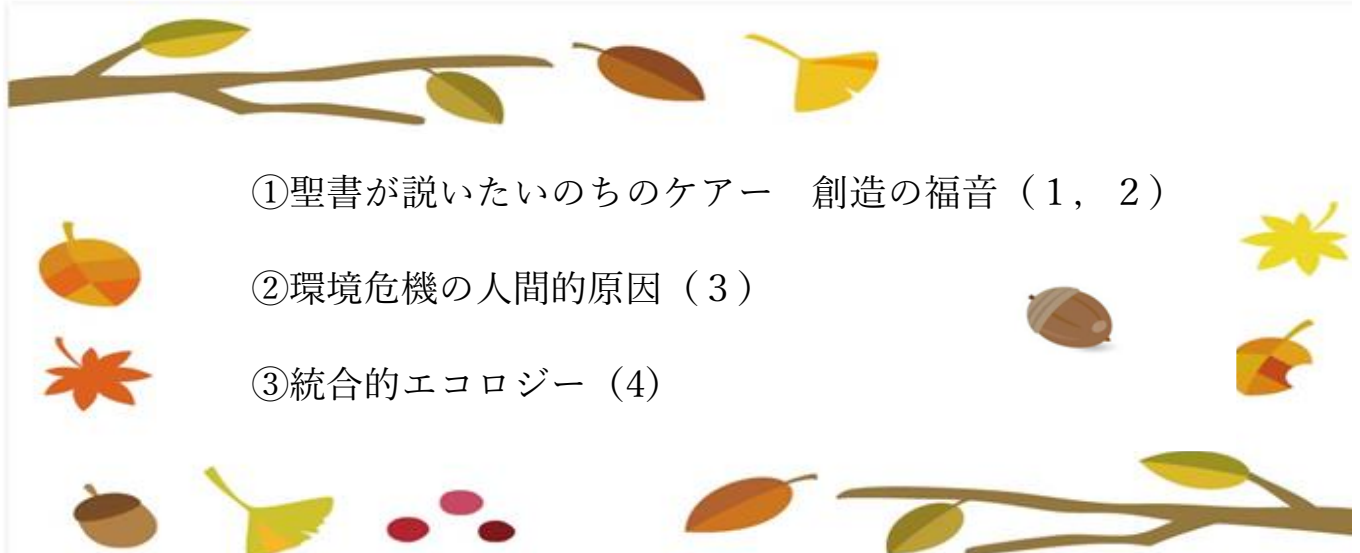 ①聖書が説いたいのちのケアー　創造の福音（１，２）
②環境危機の人間的原因（３）
③統合的エコロジー（4）